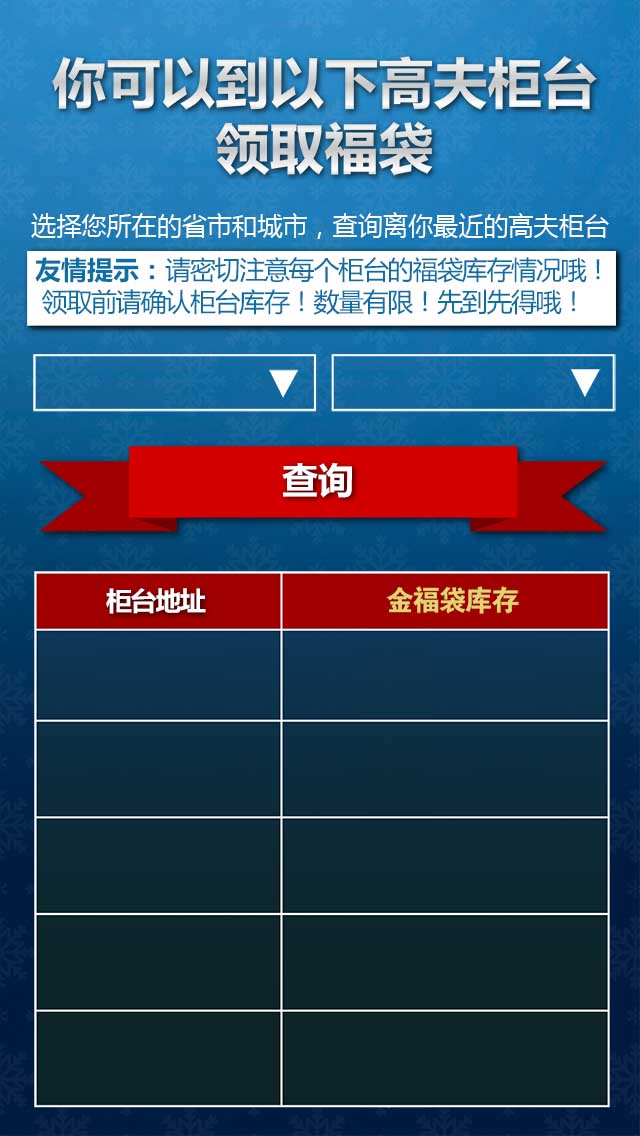 你可以到以下高夫柜台
领取福袋
选择您所在的省市和城市，查询离你最近的高夫柜台
友情提示：请密切注意每个柜台的福袋库存情况哦！
领取前请确认柜台库存！数量有限！先到先得哦！
查询
柜台地址 金福袋库存